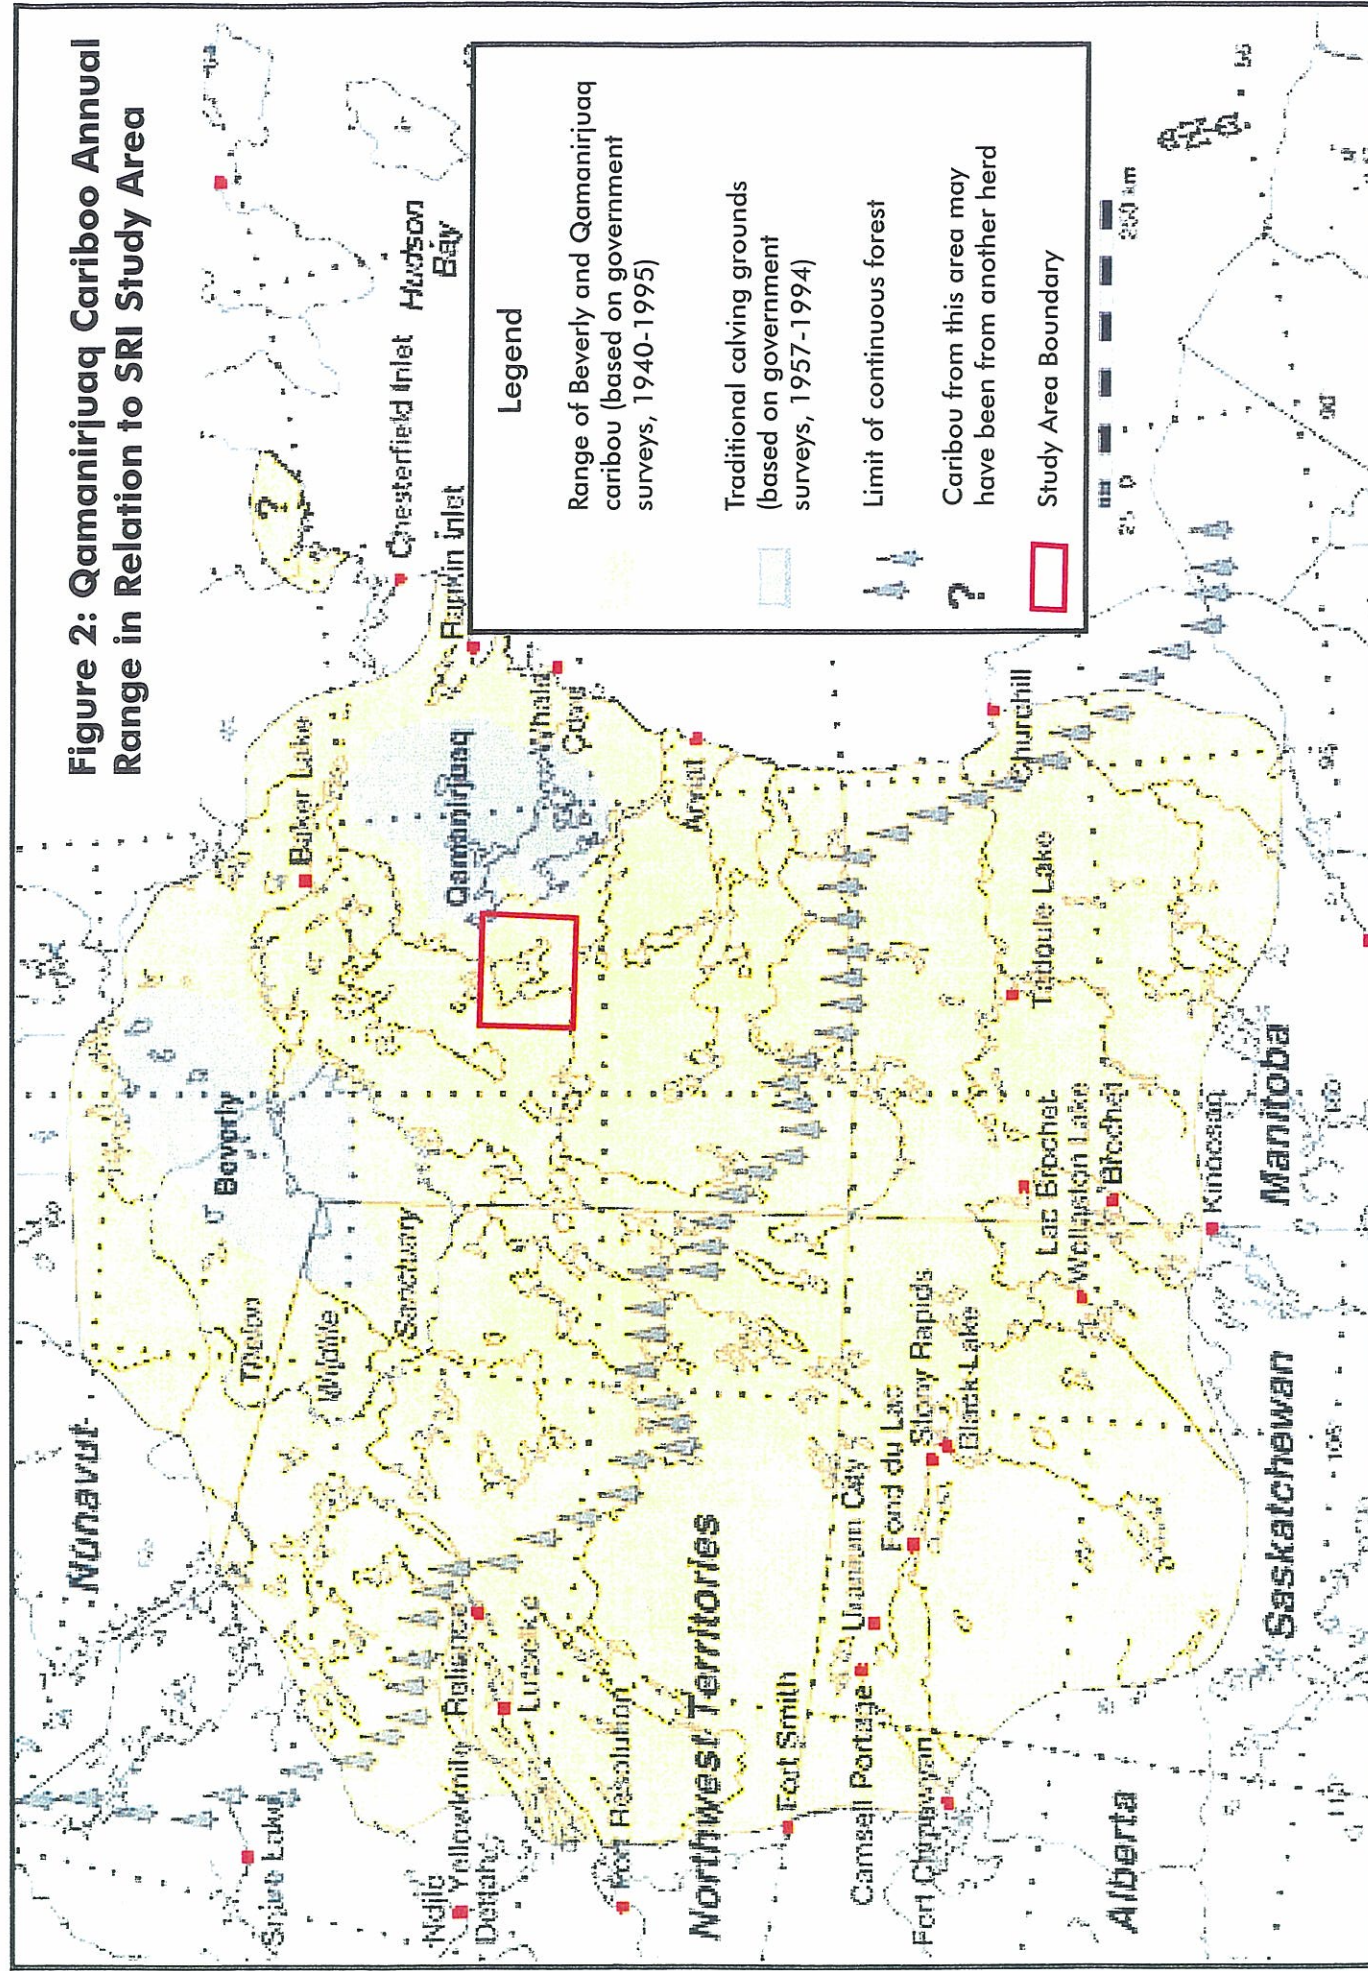 Figure 2: Qamanirjuaq Cariboo Annual
Range in Relation to SRI Study Area
Legend
Range of Beverly and Qamanirjuaq
caribou (based on government
surveys, 1940-1995)
Traditional calving grounds
(based on government
surveys, 1957-1994)
Limit of continuous forest
?
Caribou from this area may
have been from another herd
Study Area Boundary
0
250 km
Nunavut
Hudson
Bay
?
Chesterfield Inlet
Rankin Inlet
Whale
Cove
Arviat
Baker Lake
Qamanirjuaq
Beverly
Thelon
Wildlife
Sanctuary
Snare Lake
Ndilo
Yellowknife
Dettah
Reliance
Lutselke
Fort Resolution
Northwest Territories
Fort Smith
Camsell Portage
Uranium City
Fort Chipewyan
Fond du Lac
Stony Rapids
Black Lake
Wollaston Lake
Lac Brochet
Brochet
Kinoosao
Tadoule Lake
Churchill
Alberta
Saskatchewan
Manitoba